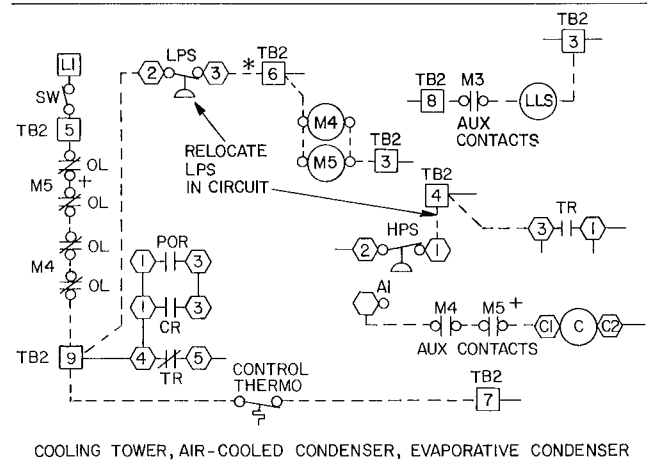 TB2
3
LPS
2
3
*
TB2
6
L1
SW
TB2
5
TB2
8
M3
LLS
AUX
CONTACTS
M4
M5
TB2
3
RELOCATE
LPS
IN CIRCUIT
OL
M5
+
OL
TB2
4
3
TR
1
HPS
2
1
OL
M4
OL
POR
1
3
1
3
CR
A1
M4
M5
+
C1
C
C2
AUX CONTACTS
TB2
9
4
TR
5
CONTROL
THERMO
TB2
7
COOLING TOWER, AIR-COOLED CONDENSER, EVAPORATIVE CONDENSER